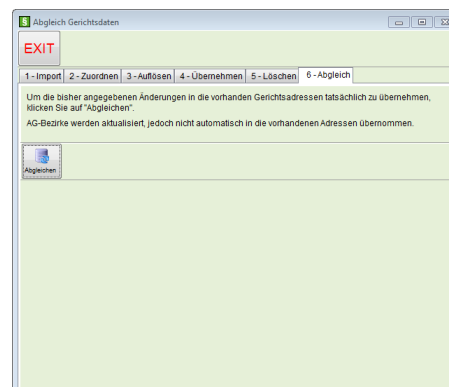 § Abgleich Gerichtsdaten
EXIT
1 - Import 2 - Zuordnen 3 - Auflösen 4 - Übernehmen 5 - Löschen 6 - Abgleich
Um die bisher angegebenen Änderungen in die vorhanden Gerichtsadressen tatsächlich zu übernehmen,
klicken Sie auf "Abgleichen".
AG-Bezirke werden aktualisiert, jedoch nicht automatisch in die vorhandenen Adressen übernommen.
Abgleichen